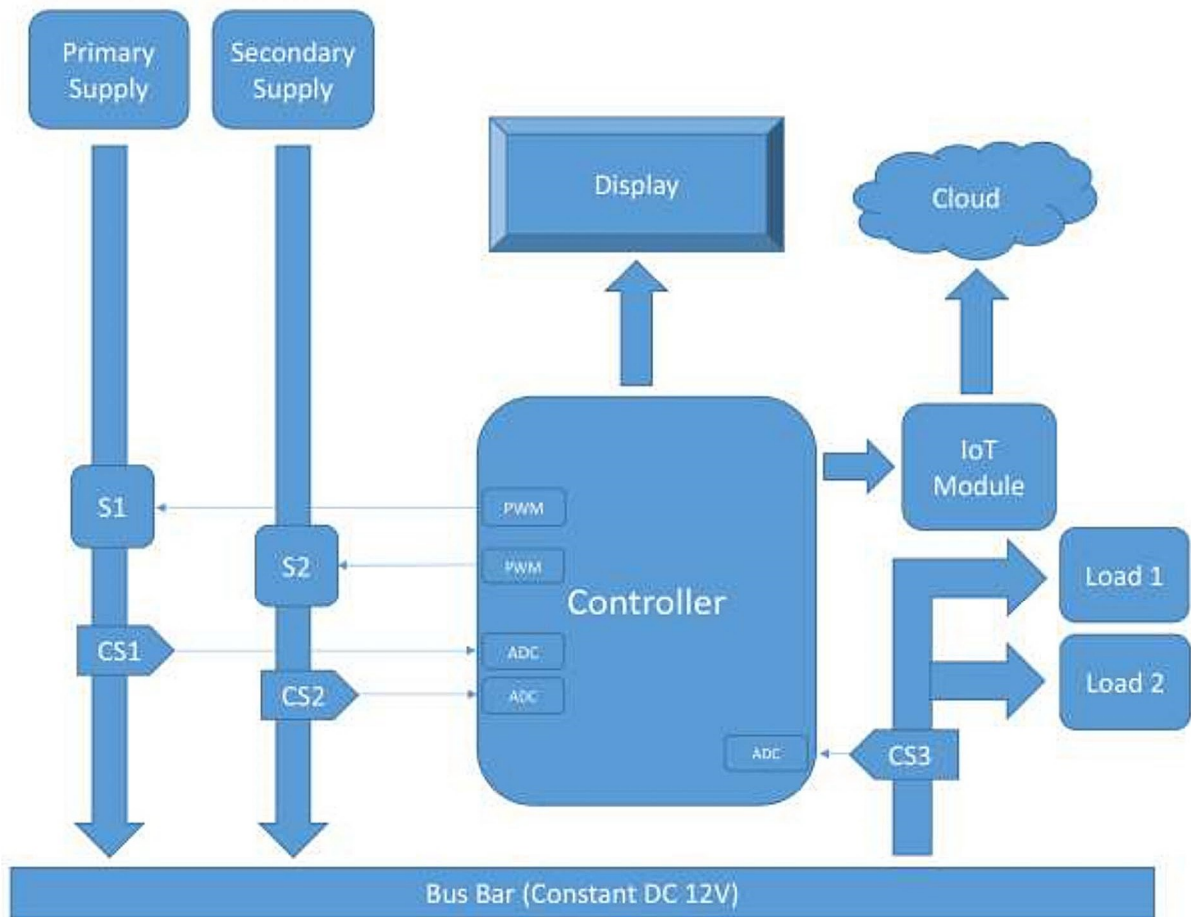 Primary
Supply
Secondary
Supply
Display
Cloud
IoT
Module
S1
PWM
S2
PWM
Controller
Load 1
CS1
ADC
CS2
ADC
Load 2
CS3
ADC
Bus Bar (Constant DC 12V)